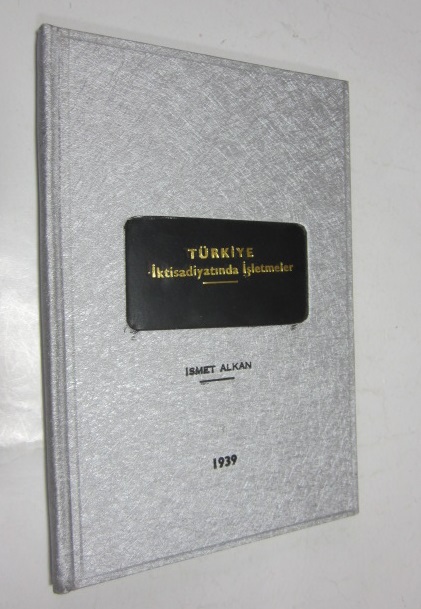 TÜRKİYE
İktisadiyatında İşletmeler
İSMET ALKAN
1939